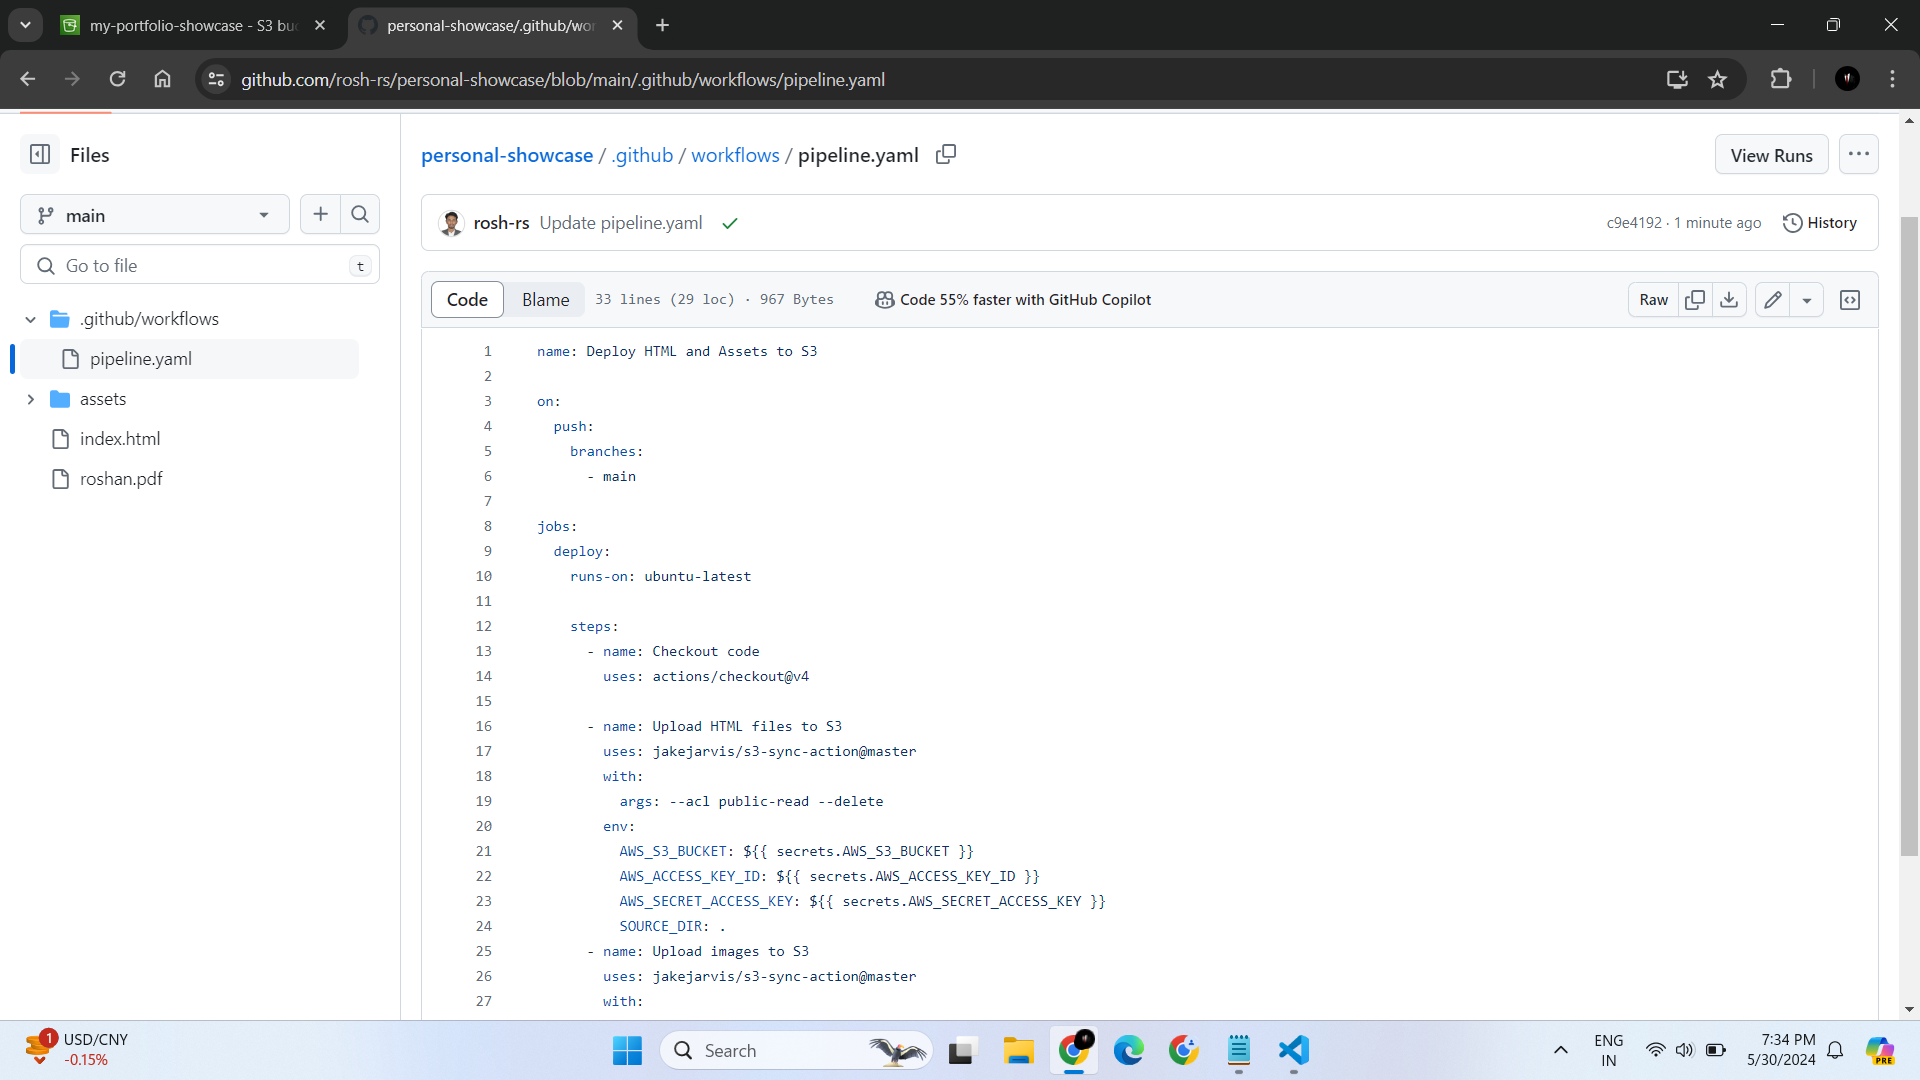 my-portfolio-showcase - S3 bu
personal-showcase/.github/wor
github.com/rosh-rs/personal-showcase/blob/main/.github/workflows/pipeline.yaml
Files
personal-showcase / .github / workflows / pipeline.yaml
View Runs
main
rosh-rs Update pipeline.yaml
c9e4192 · 1 minute ago
History
Go to file
t
Code
Blame
33 lines (29 loc) · 967 Bytes
Code 55% faster with GitHub Copilot
Raw
.github/workflows
pipeline.yaml
assets
index.html
roshan.pdf
1 name: Deploy HTML and Assets to S3
2
3 on:
4 push:
5 branches:
6 - main
7
8 jobs:
9 deploy:
10 runs-on: ubuntu-latest
11
12 steps:
13 - name: Checkout code
14 uses: actions/checkout@v4
15
16 - name: Upload HTML files to S3
17 uses: jakejarvis/s3-sync-action@master
18 with:
19 args: --acl public-read --delete
20 env:
21 AWS_S3_BUCKET: ${{ secrets.AWS_S3_BUCKET }}
22 AWS_ACCESS_KEY_ID: ${{ secrets.AWS_ACCESS_KEY_ID }}
23 AWS_SECRET_ACCESS_KEY: ${{ secrets.AWS_SECRET_ACCESS_KEY }}
24 SOURCE_DIR: .
25 - name: Upload images to S3
26 uses: jakejarvis/s3-sync-action@master
27 with:
1
USD/CNY
-0.15%
Search
ENG
IN
7:34 PM
5/30/2024
PRE